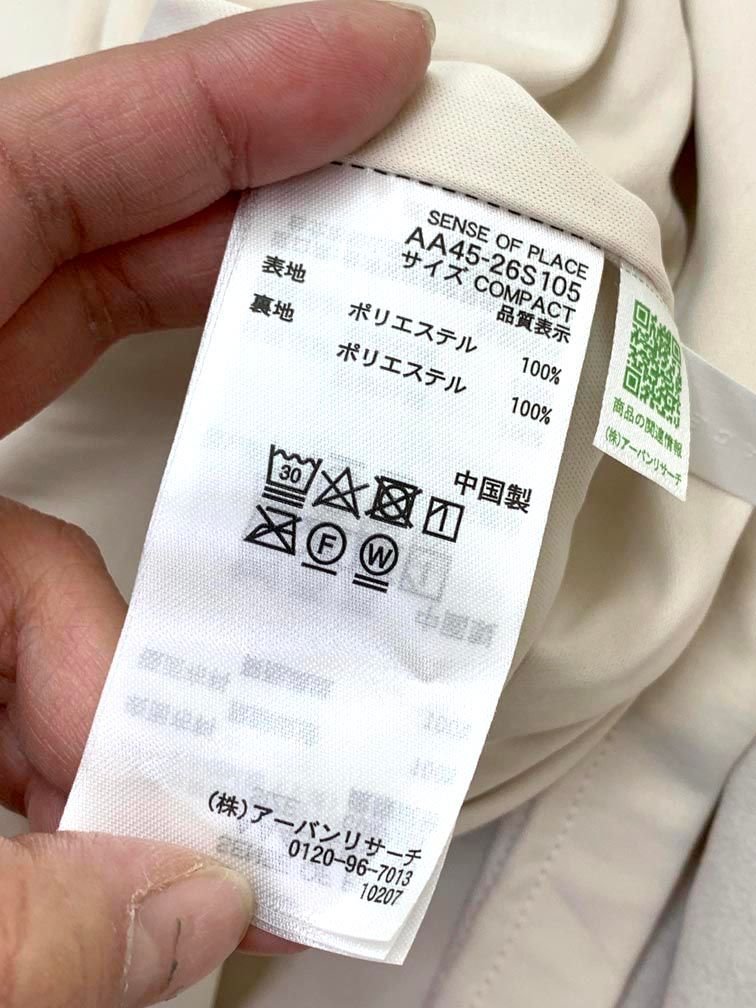 SENSE OF PLACE
AA45-26S105
サイズ COMPACT
品質表示
表地 ポリエステル 100%
裏地 ポリエステル 100%
中国製
30
F W
(株)アーバンリサーチ
0120-96-7013
10207
商品の関連情報
(株)アーバンリサーチ